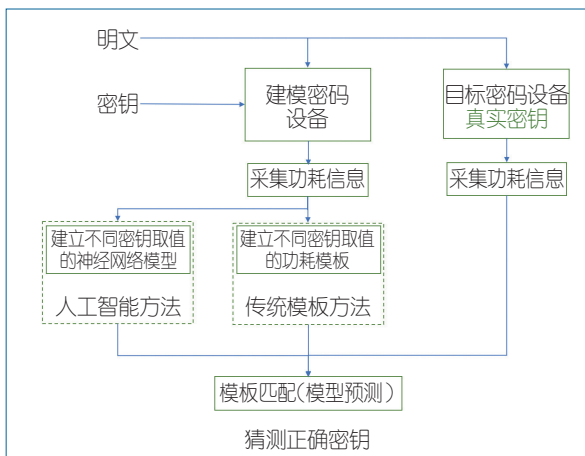 明文
密钥
建模密码
设备
目标密码设备
真实密钥
采集功耗信息
采集功耗信息
建立不同密钥取值
的神经网络模型
建立不同密钥取值
的功耗模板
人工智能方法
传统模板方法
模板匹配(模型预测)
猜测正确密钥